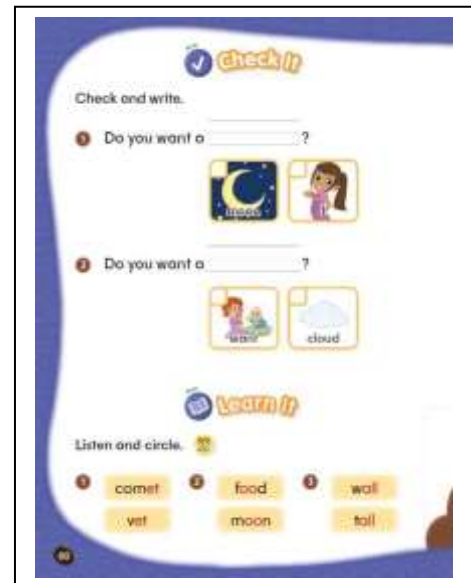 Check It
Check and write.
1 Do you want a ?
moon I
2 Do you want a ?
want cloud
Learn It
Listen and circle.
1 comet 2 food 3 wall
vet moon tall